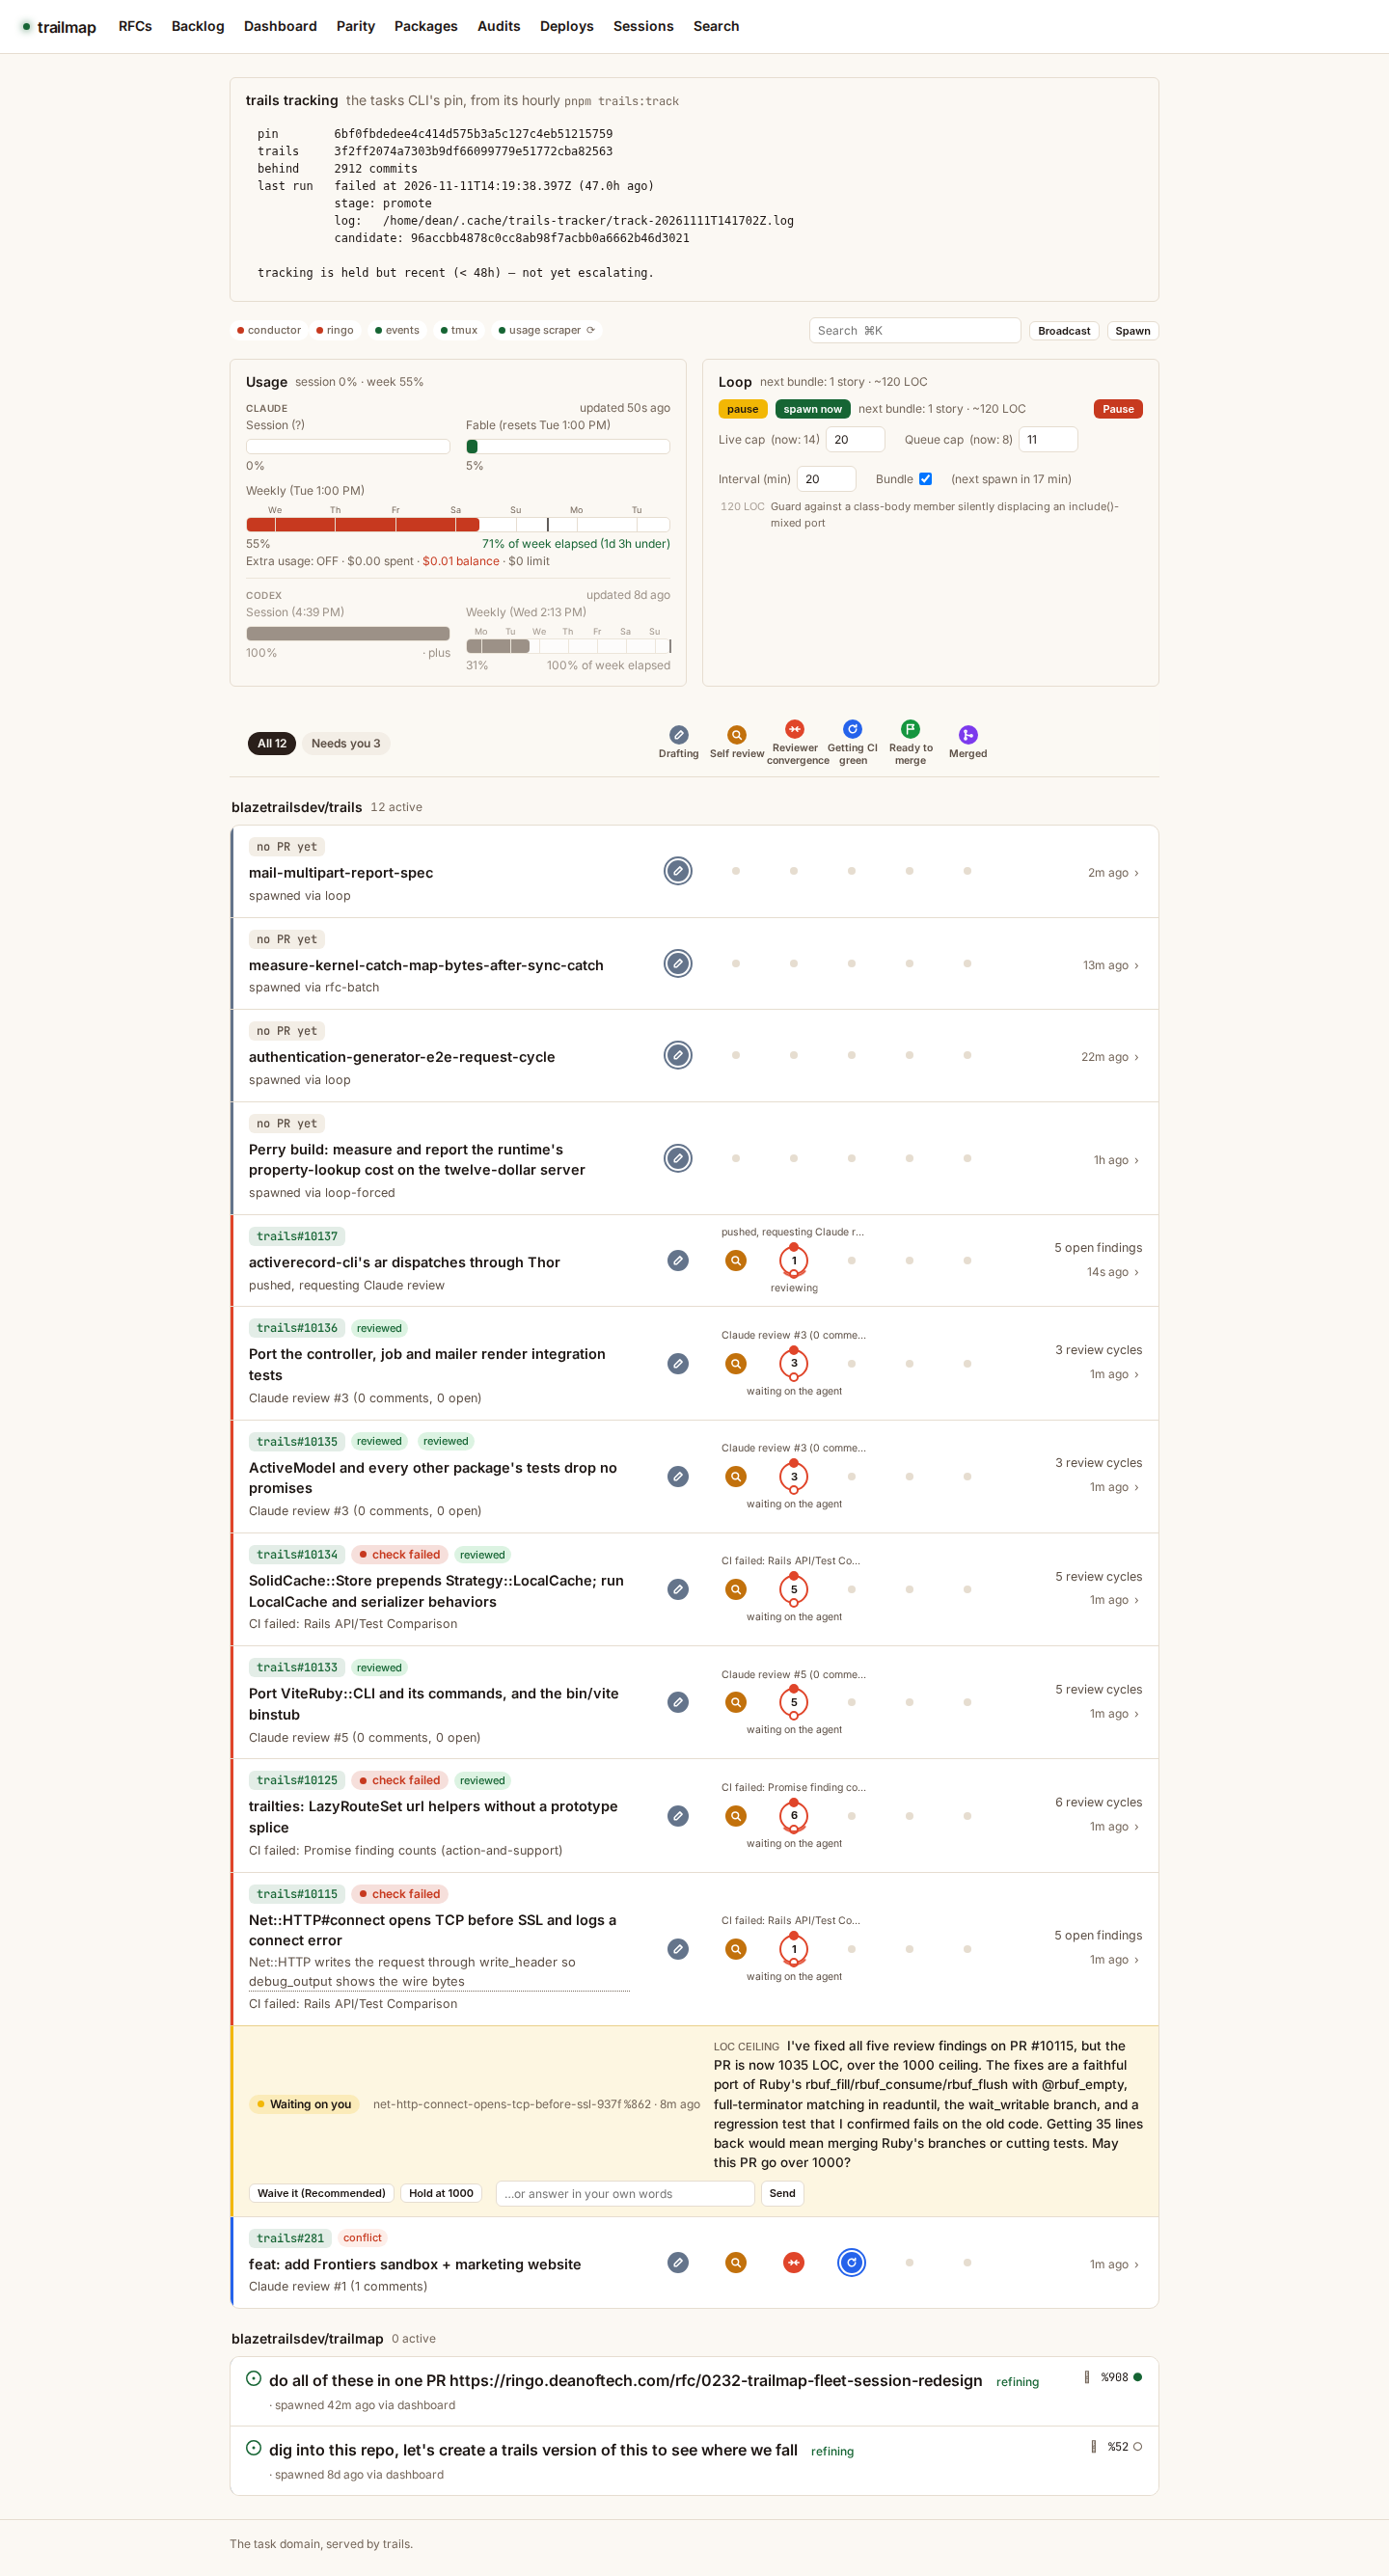 trailmap RFCs Backlog Dashboard Parity Packages Audits Deploys Sessions Search
trails tracking the tasks CLI's pin, from its hourly pnpm trails:track
pin 6bf0fbdedee4c414d575b3a5c127c4eb51215759
trails 3f2ff2074a7303b9df66099779e51772cba82563
behind 2912 commits
last run failed at 2026-11-11T14:19:38.397Z (47.0h ago)
stage: promote
log: /home/dean/.cache/trails-tracker/track-20261111T141702Z.log
candidate: 96accbb4878c0cc8ab98f7acbb0a6662b46d3021
tracking is held but recent (< 48h) — not yet escalating.
conductor ringo events tmux usage scraper ⟳ Search ⌘K Broadcast Spawn
Usage session 0% · week 55%
CLAUDE updated 50s ago
Session (?) Fable (resets Tue 1:00 PM)
0% 5%
Weekly (Tue 1:00 PM)
We Th Fr Sa Su Mo Tu
55% 71% of week elapsed (1d 3h under)
Extra usage: OFF · $0.00 spent · $0.01 balance · $0 limit
CODEX updated 8d ago
Session (4:39 PM) Weekly (Wed 2:13 PM)
Mo Tu We Th Fr Sa Su
100% · plus 31% 100% of week elapsed
Loop next bundle: 1 story · ~120 LOC
pause spawn now next bundle: 1 story · ~120 LOC Pause
Live cap (now: 14) 20 Queue cap (now: 8) 11
Interval (min) 20 Bundle (next spawn in 17 min)
120 LOC Guard against a class-body member silently displacing an include()-
mixed port
All 12 Needs you 3
Drafting Self review Reviewer convergence Getting CI green Ready to merge Merged
blazetrailsdev/trails 12 active
no PR yet
mail-multipart-report-spec
spawned via loop
2m ago ›
no PR yet
measure-kernel-catch-map-bytes-after-sync-catch
spawned via rfc-batch
13m ago ›
no PR yet
authentication-generator-e2e-request-cycle
spawned via loop
22m ago ›
no PR yet
Perry build: measure and report the runtime's
property-lookup cost on the twelve-dollar server
spawned via loop-forced
1h ago ›
trails#10137
activerecord-cli's ar dispatches through Thor
pushed, requesting Claude review
pushed, requesting Claude r...
1
reviewing
5 open findings
14s ago ›
trails#10136 reviewed
Port the controller, job and mailer render integration
tests
Claude review #3 (0 comments, 0 open)
Claude review #3 (0 comme...
3
waiting on the agent
3 review cycles
1m ago ›
trails#10135 reviewed reviewed
ActiveModel and every other package's tests drop no
promises
Claude review #3 (0 comments, 0 open)
Claude review #3 (0 comme...
3
waiting on the agent
3 review cycles
1m ago ›
trails#10134 check failed reviewed
SolidCache::Store prepends Strategy::LocalCache; run
LocalCache and serializer behaviors
CI failed: Rails API/Test Comparison
CI failed: Rails API/Test Co...
5
waiting on the agent
5 review cycles
1m ago ›
trails#10133 reviewed
Port ViteRuby::CLI and its commands, and the bin/vite
binstub
Claude review #5 (0 comments, 0 open)
Claude review #5 (0 comme...
5
waiting on the agent
5 review cycles
1m ago ›
trails#10125 check failed reviewed
trailties: LazyRouteSet url helpers without a prototype
splice
CI failed: Promise finding counts (action-and-support)
CI failed: Promise finding co...
6
waiting on the agent
6 review cycles
1m ago ›
trails#10115 check failed
Net::HTTP#connect opens TCP before SSL and logs a
connect error
Net::HTTP writes the request through write_header so
debug_output shows the wire bytes
CI failed: Rails API/Test Comparison
CI failed: Rails API/Test Co...
1
waiting on the agent
5 open findings
1m ago ›
Waiting on you net-http-connect-opens-tcp-before-ssl-937f %862 · 8m ago
LOC CEILING I've fixed all five review findings on PR #10115, but the
PR is now 1035 LOC, over the 1000 ceiling. The fixes are a faithful
port of Ruby's rbuf_fill/rbuf_consume/rbuf_flush with @rbuf_empty,
full-terminator matching in readuntil, the wait_writable branch, and a
regression test that I confirmed fails on the old code. Getting 35 lines
back would mean merging Ruby's branches or cutting tests. May
this PR go over 1000?
Waive it (Recommended) Hold at 1000 ...or answer in your own words Send
trails#281 conflict
feat: add Frontiers sandbox + marketing website
Claude review #1 (1 comments)
1m ago ›
blazetrailsdev/trailmap 0 active
do all of these in one PR https://ringo.deanoftech.com/rfc/0232-trailmap-fleet-session-redesign refining %908
· spawned 42m ago via dashboard
dig into this repo, let's create a trails version of this to see where we fall refining %52
· spawned 8d ago via dashboard
The task domain, served by trails.